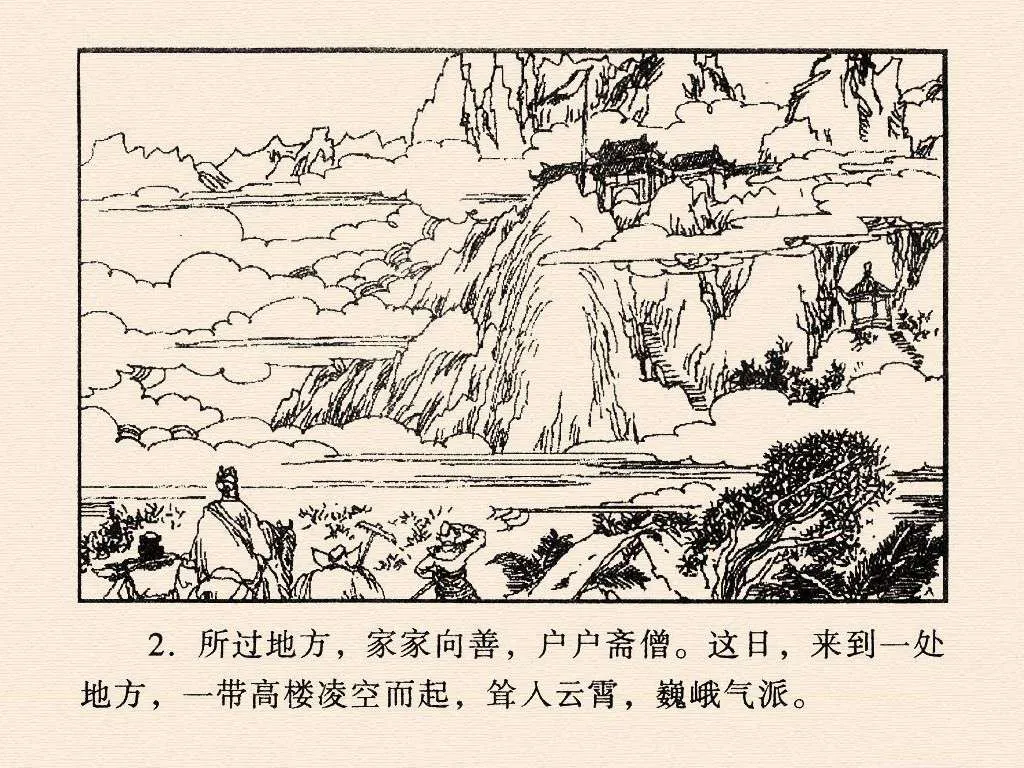 2. 所过地方，家家向善，户户斋僧。这日，来到一处
地方，一带高楼凌空而起，耸人云霄，巍峨气派。